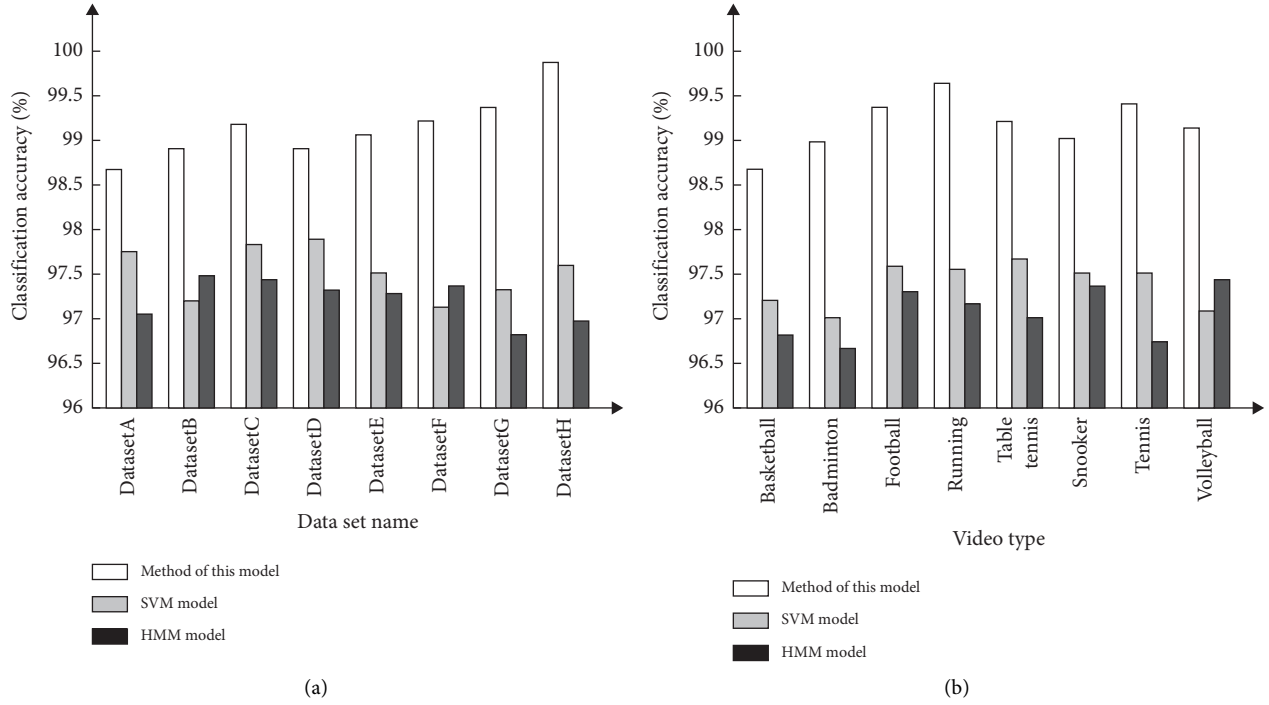 Classification accuracy (%)
100
99.5
99
98.5
98
97.5
97
96.5
96
DatasetA
DatasetB
DatasetC
DatasetD
DatasetE
DatasetF
DatasetG
DatasetH
Data set name
Method of this model
SVM model
HMM model
(a)
Classification accuracy (%)
100
99.5
99
98.5
98
97.5
97
96.5
96
Basketball
Badminton
Football
Running
Table
tennis
Snooker
Tennis
Volleyball
Video type
Method of this model
SVM model
HMM model
(b)